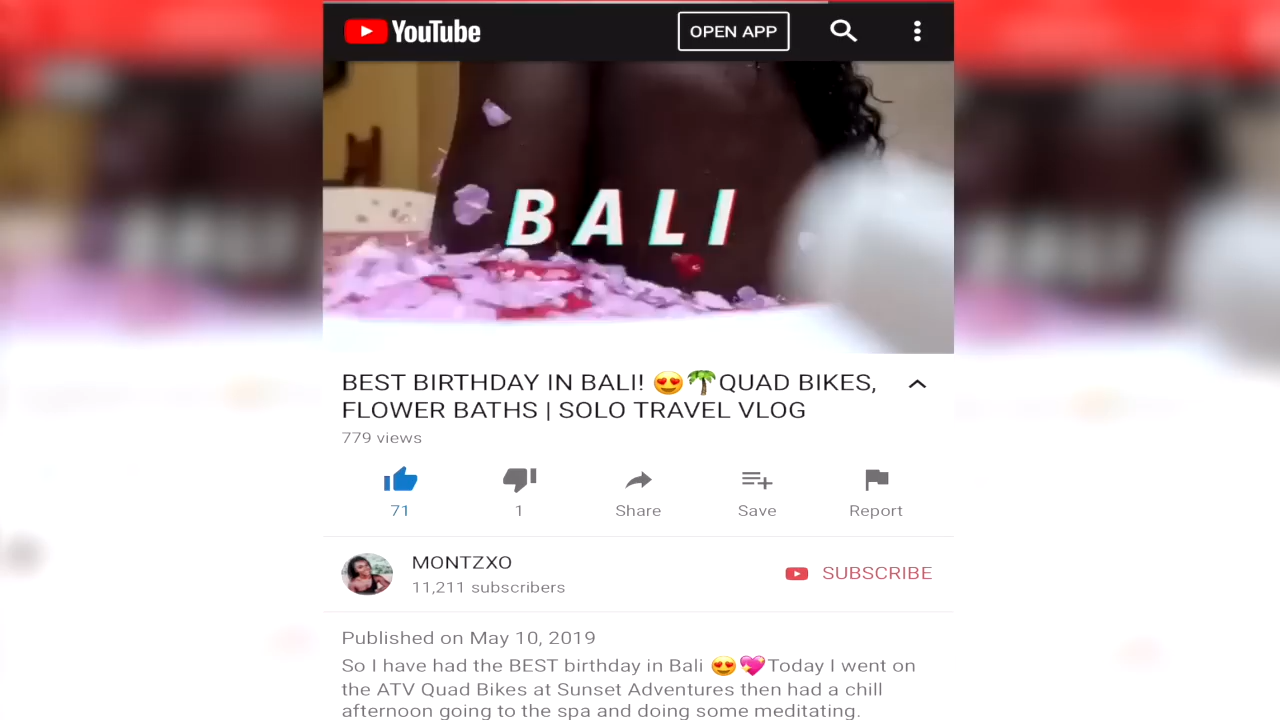 YouTube
OPEN APP
BALI
BEST BIRTHDAY IN BALI! 😍🌴QUAD BIKES,
FLOWER BATHS | SOLO TRAVEL VLOG
779 views
71
1
Share
Save
Report
MONTZXO
11,211 subscribers
SUBSCRIBE
Published on May 10, 2019
So I have had the BEST birthday in Bali 😍💖Today I went on
the ATV Quad Bikes at Sunset Adventures then had a chill
afternoon going to the spa and doing some meditating.